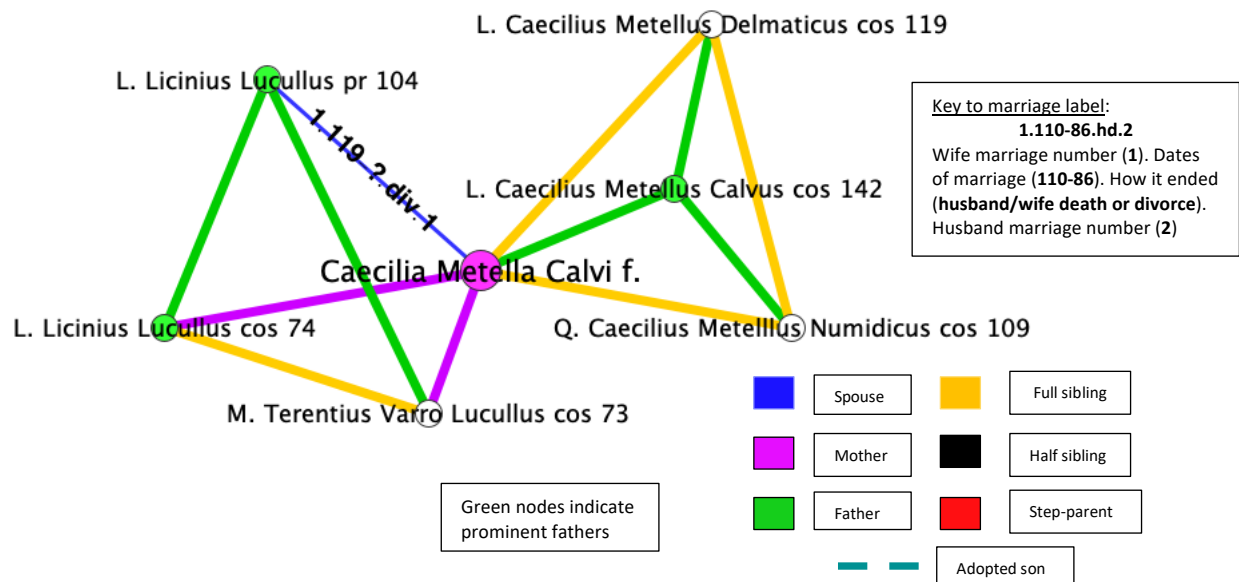 L. Caecilius Metellus Delmaticus cos 119
L. Licinius Lucullus pr 104
1.119 ?.div.1
L. Caecilius Metellus Calvus cos 142
Caecilia Metella Calvi f.
L. Licinius Lucullus cos 74
Q. Caecilius Metelllus Numidicus cos 109
M. Terentius Varro Lucullus cos 73
Key to marriage label:
1.110-86.hd.2
Wife marriage number (1). Dates
of marriage (110-86). How it ended
(husband/wife death or divorce).
Husband marriage number (2)
Spouse
Full sibling
Mother
Half sibling
Father
Step-parent
Adopted son
Green nodes indicate
prominent fathers